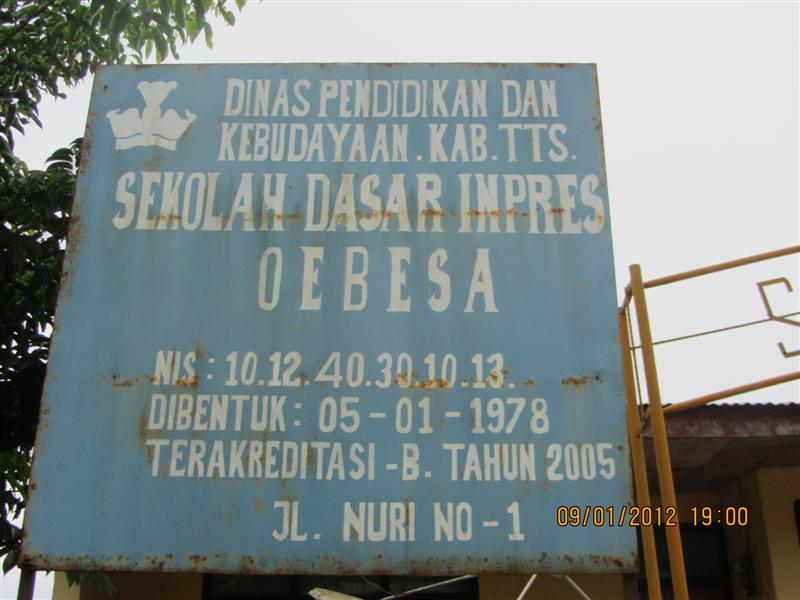 DINAS PENDIDIKAN DAN
KEBUDAYAAN. KAB. TTS.
SEKOLAH DASAR INPRES
OEBESA
NIS : 10.12.40.30.10.13.
DIBENTUK : 05 - 01 - 1978
TERAKREDITASI - B. TAHUN 2005
JL. NURI NO - 1
S
09/01/2012 19:00